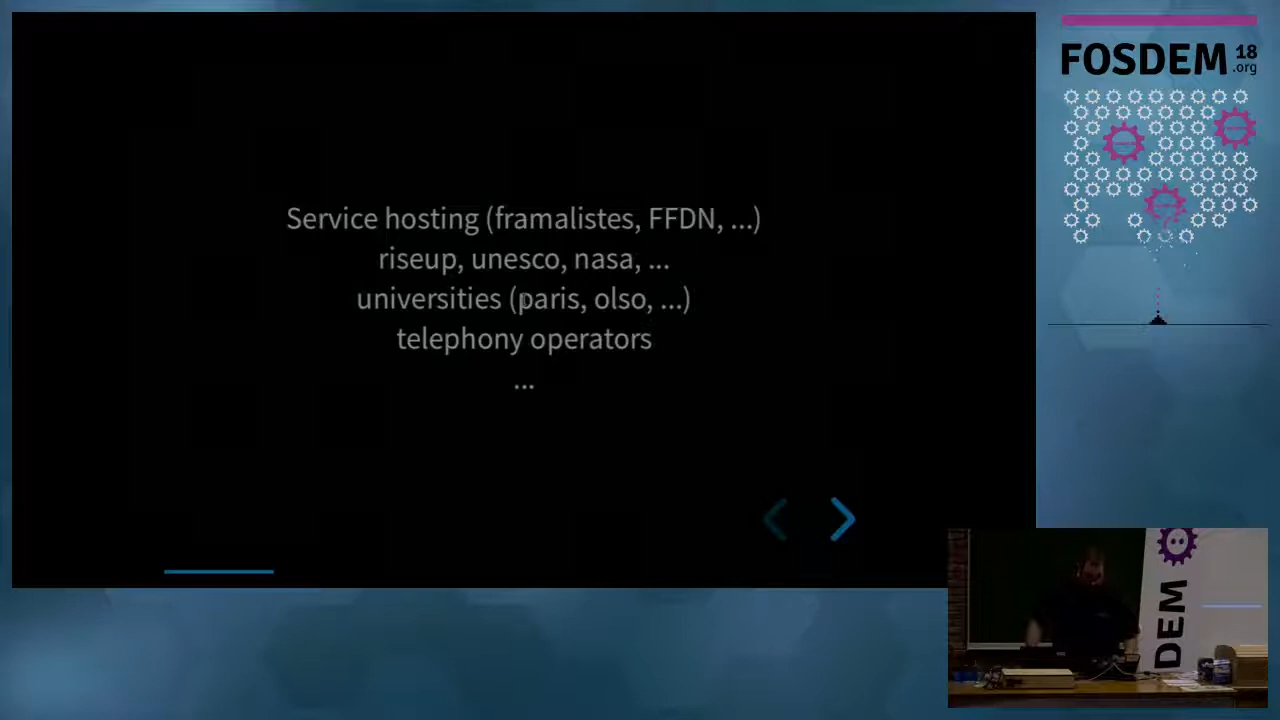 Service hosting (framalistes, FFDN, ...)
riseup, unesco, nasa, ...
universities (paris, olso, ...)
telephony operators
...
FOSDEM 18
.org
DEM